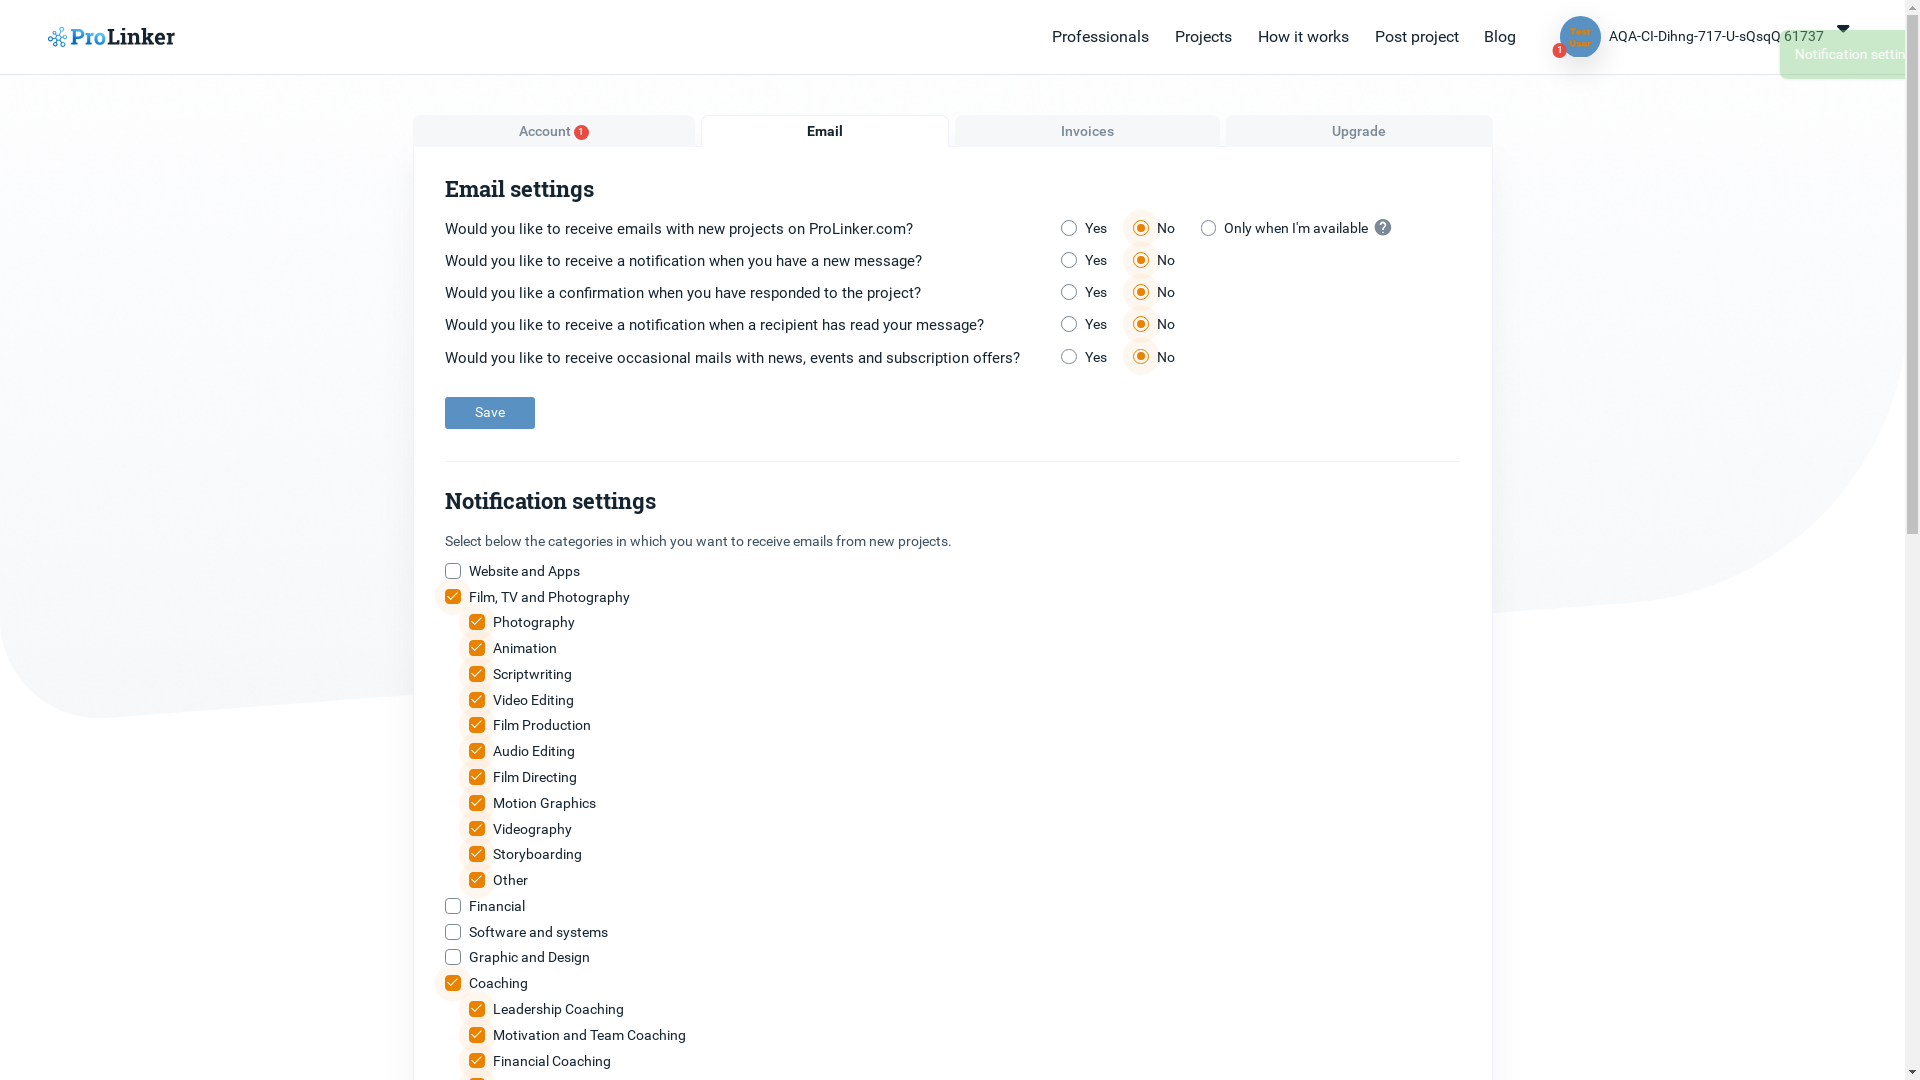 ProLinker
Professionals
Projects
How it works
Post project
Blog
Test
User
1
AQA-CI-Dihng-717-U-sQsqQ 61737
Notification
Account 1
Email
Invoices
Upgrade
Email settings
Would you like to receive emails with new projects on ProLinker.com? Yes No Only when I'm available ?
Would you like to receive a notification when you have a new message? Yes No
Would you like a confirmation when you have responded to the project? Yes No
Would you like to receive a notification when a recipient has read your message? Yes No
Would you like to receive occasional mails with news, events and subscription offers? Yes No
Save
Notification settings
Select below the categories in which you want to receive emails from new projects.
Website and Apps
Film, TV and Photography
Photography
Animation
Scriptwriting
Video Editing
Film Production
Audio Editing
Film Directing
Motion Graphics
Videography
Storyboarding
Other
Financial
Software and systems
Graphic and Design
Coaching
Leadership Coaching
Motivation and Team Coaching
Financial Coaching